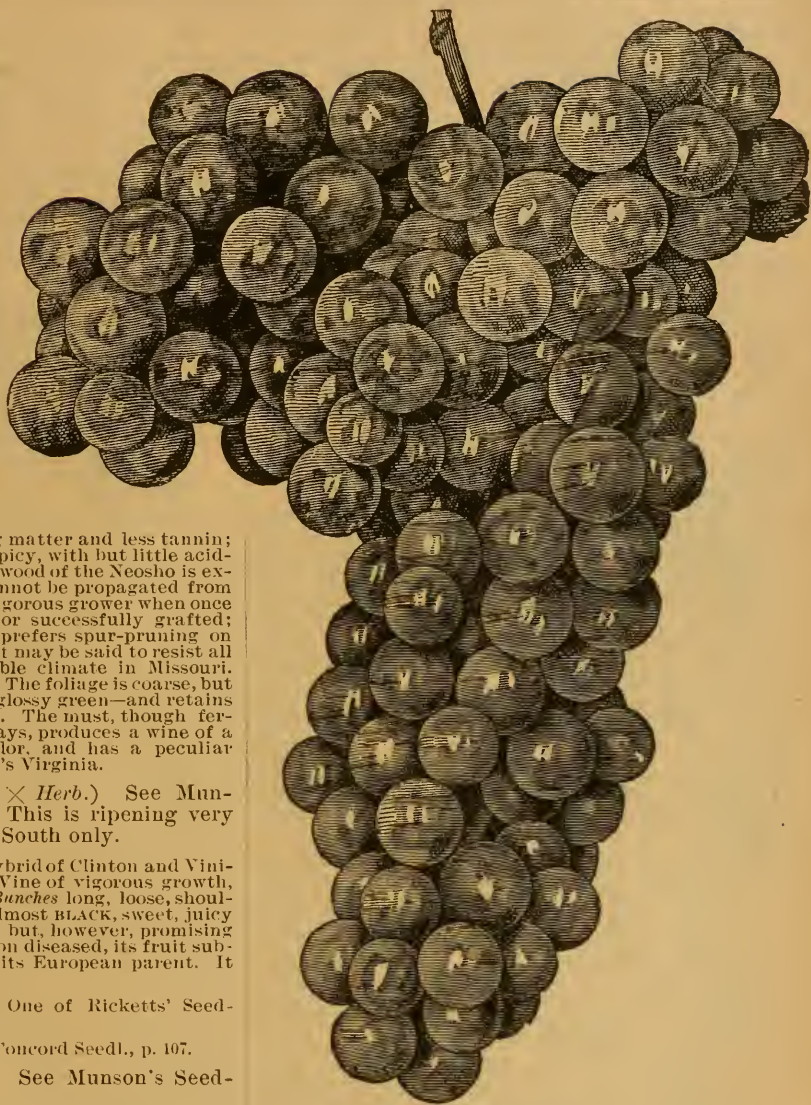 matter and less tannin;
picy, with but little acid-
wood of the Neosho is ex-
nnot be propagated from
gorous grower when once
or successfully grafted;
prefers spur-pruning on
t may be said to resist all
ble climate in Missouri.
The foliage is coarse, but
glossy green—and retains
. The must, though fer-
ays, produces a wine of a
lor, and has a peculiar
's Virginia.
× Herb.) See Mun-
This is ripening very
South only.
ybrid of Clinton and Vini-
Vine of vigorous growth,
Bunches long, loose, shoul-
lmost BLACK, sweet, juicy
but, however, promising
on diseased, its fruit sub-
its European parent. It
One of Ricketts' Seed-
Concord Seedl., p. 107.
See Munson's Seed-